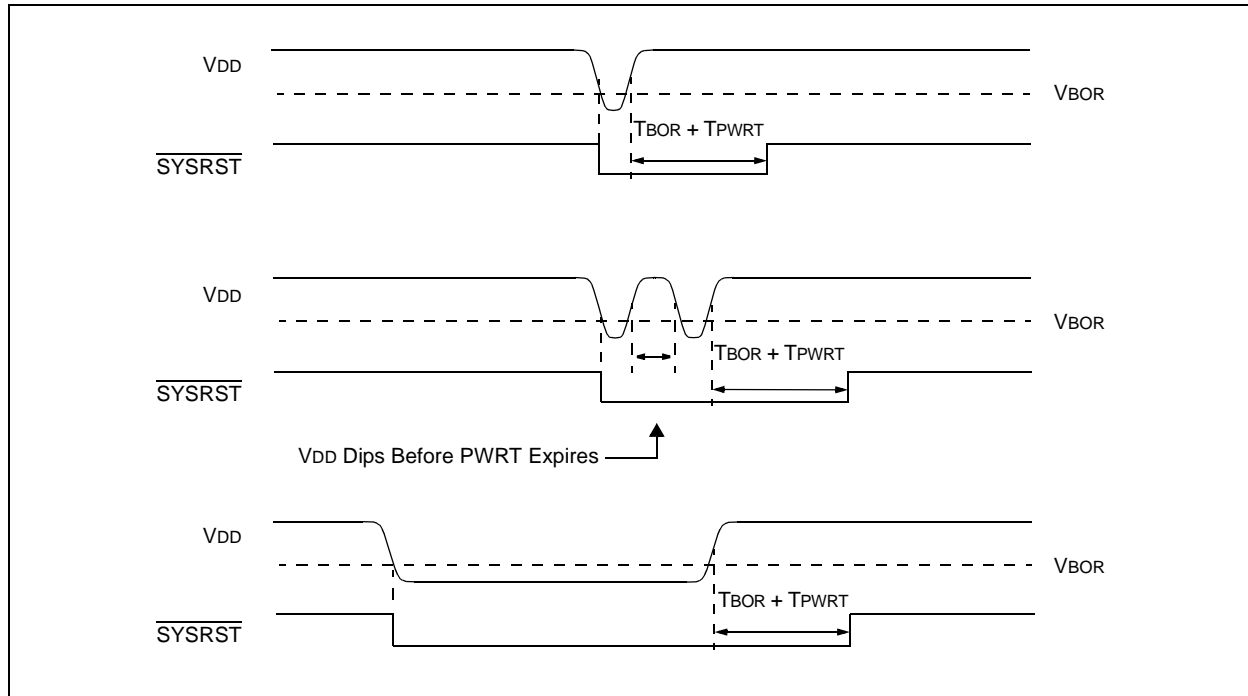 VDD
VBOR
TBOR + TPWRT
SYSRST
VDD
VBOR
TBOR + TPWRT
SYSRST
VDD Dips Before PWRT Expires
VDD
VBOR
TBOR + TPWRT
SYSRST